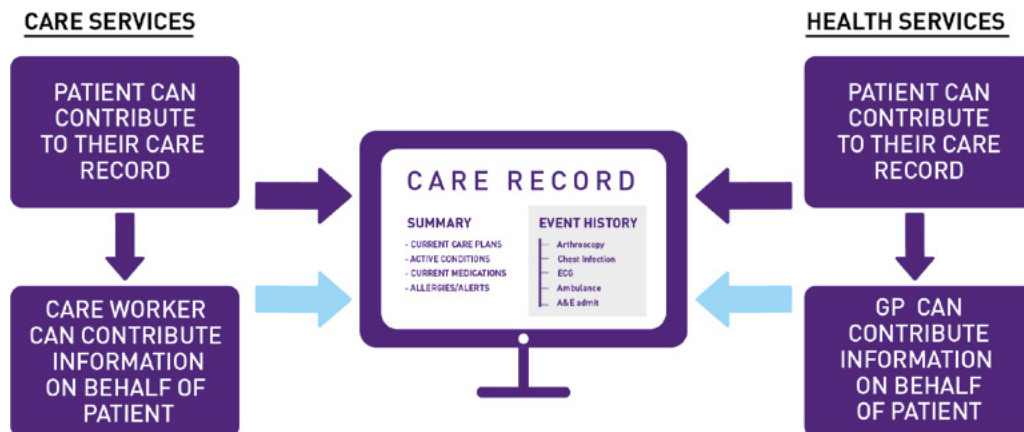 CARE SERVICES
PATIENT CAN
CONTRIBUTE
TO THEIR CARE
RECORD
CARE WORKER
CAN CONTRIBUTE
INFORMATION
ON BEHALF OF
PATIENT
CARE RECORD
SUMMARY
- CURRENT CARE PLANS
- ACTIVE CONDITIONS
- CURRENT MEDICATIONS
- ALLERGIES/ALERTS
EVENT HISTORY
Arthroscopy
Chest Infection
ECG
Ambulance
A&E admit
HEALTH SERVICES
PATIENT CAN
CONTRIBUTE
TO THEIR CARE
RECORD
GP CAN
CONTRIBUTE
INFORMATION
ON BEHALF
OF PATIENT